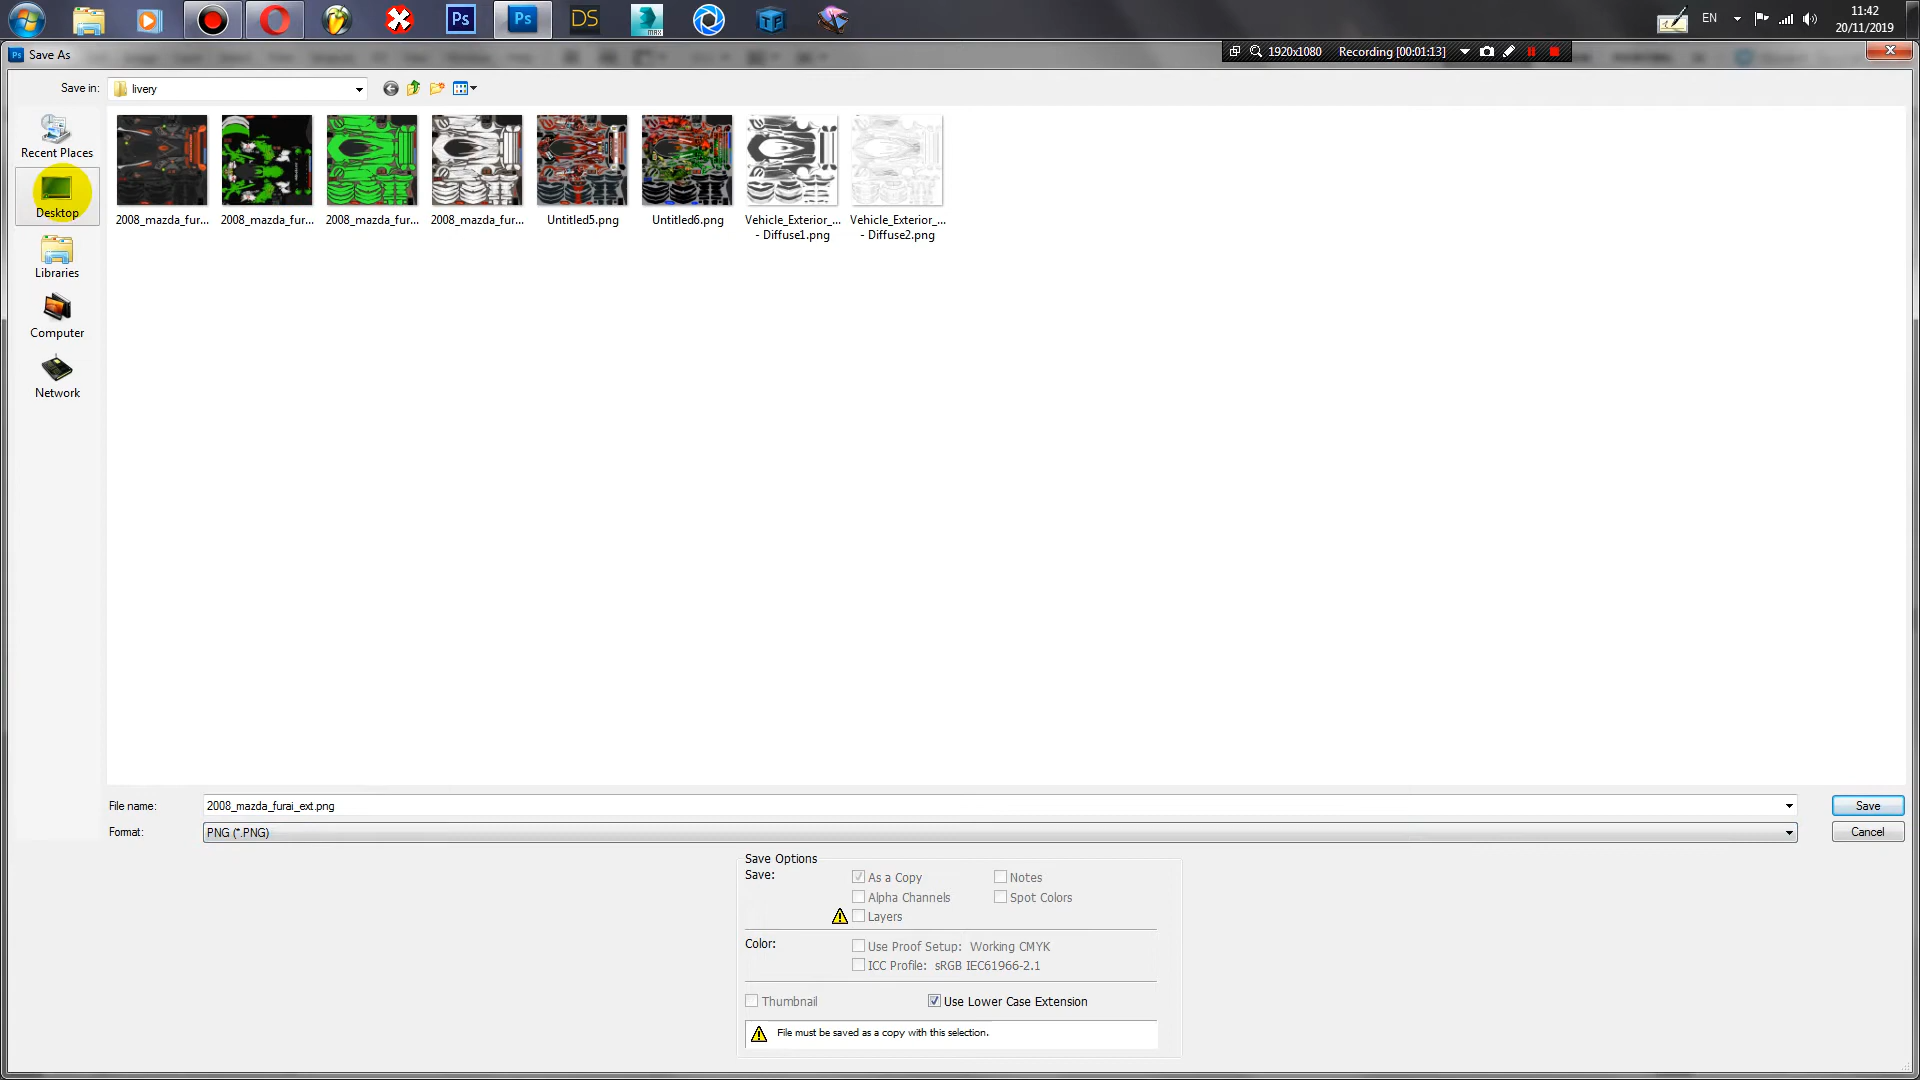 Ps
Ps
DS
MAX
TP
EN
11:42
20/11/2019
Ps
Save As
1920x1080
Recording [00:01:13]
Save in:
livery
Recent Places
Desktop
Libraries
Computer
Network
2008_mazda_fur...
2008_mazda_fur...
2008_mazda_fur...
2008_mazda_fur...
Untitled5.png
Untitled6.png
Vehicle_Exterior_...
- Diffuse1.png
Vehicle_Exterior_...
- Diffuse2.png
File name:
2008_mazda_furai_ext.png
Save
Format:
PNG (*.PNG)
Cancel
Save Options
Save:
As a Copy
Notes
Alpha Channels
Spot Colors
Layers
Color:
Use Proof Setup: Working CMYK
ICC Profile: sRGB IEC61966-2.1
Thumbnail
Use Lower Case Extension
File must be saved as a copy with this selection.